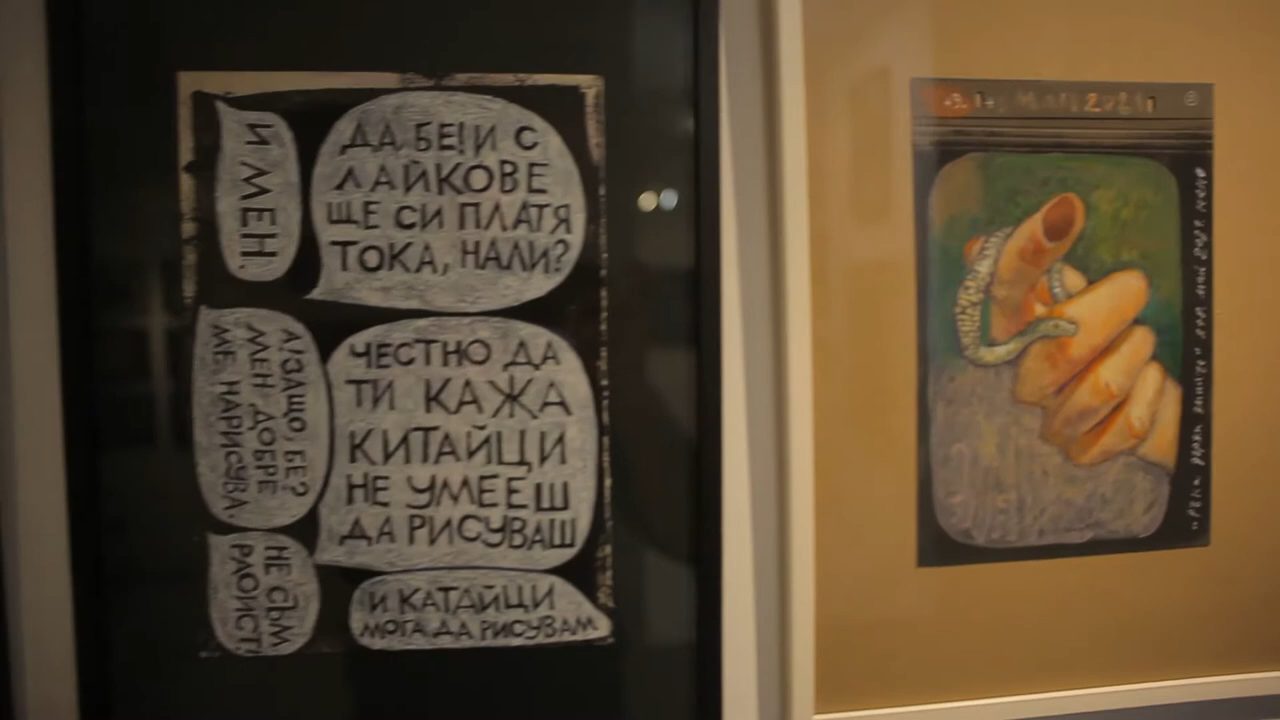 И МЕН.
ДА, БЕ! И С
ЛАЙКОВЕ
ЩЕ СИ ПЛАТЯ
ТОКА, НАЛИ?
А/ЗАЩО, БЕ?
МЕН ДОБРЕ
МЕ НАРИСУВА
ЧЕСТНО ДА
ТИ КАЖА
КИТАЙЦИ
НЕ УМЕЕШ
ДА РИСУВАШ
НЕ СЪМ
РАСИСТ!
И КАТАЙЦИ
МОГА ДА РИСУВАМ